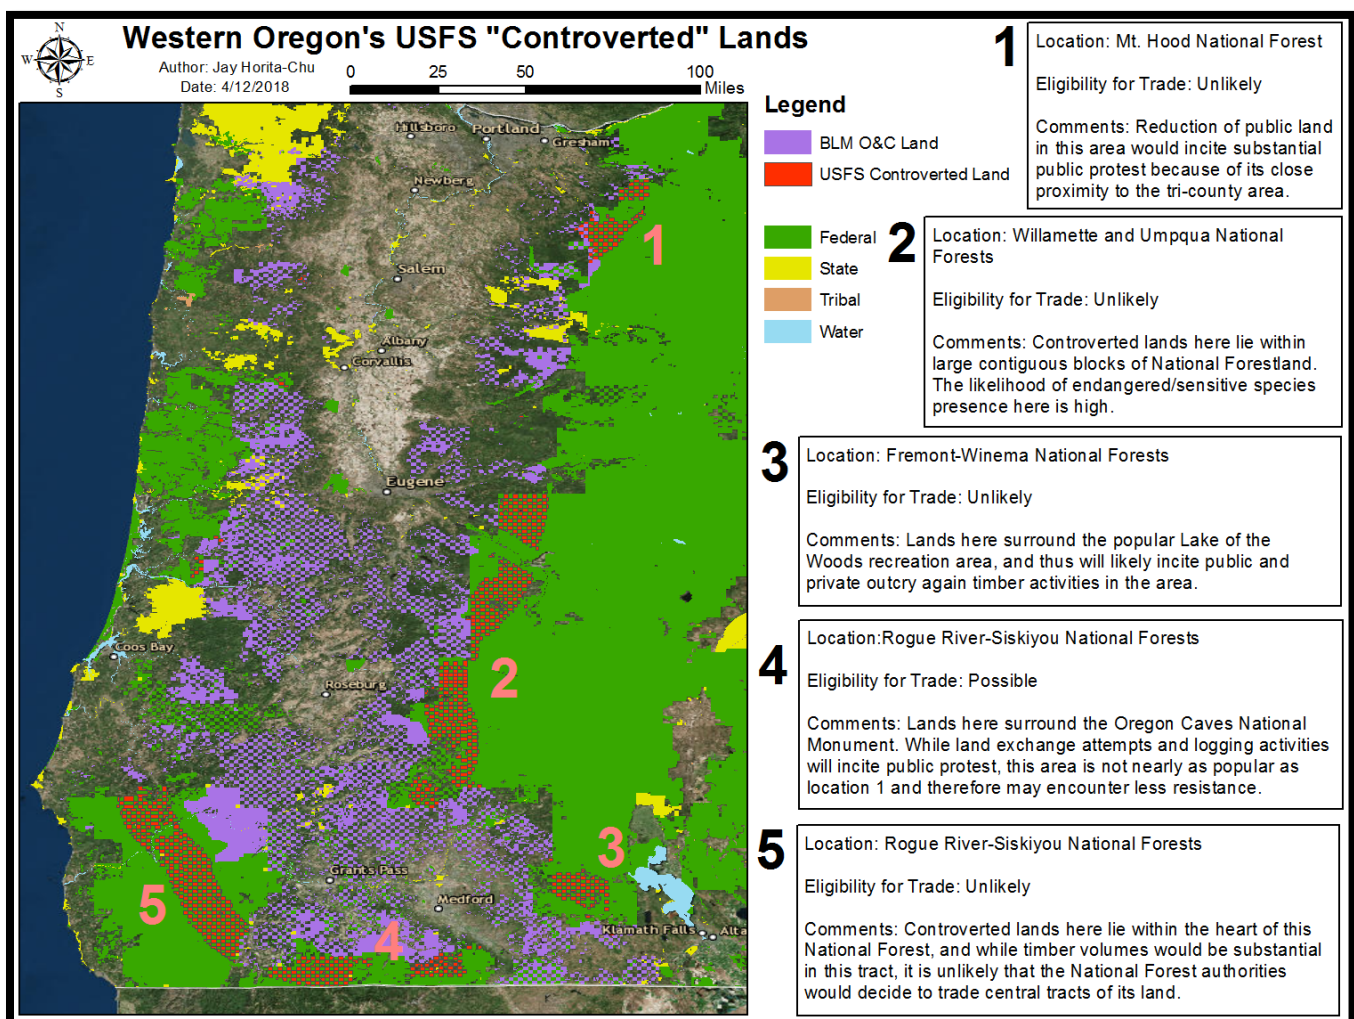 Western Oregon's USFS "Controverted" Lands
Author: Jay Horita-Chu
Date: 4/12/2018
N
W
E
S
0 25 50 100
Miles
Legend
BLM O&C Land
USFS Controverted Land
Federal
State
Tribal
Water
Hillsboro
Portland
Gresham
Newberg
Salem
Albany
Corvallis
Eugene
Coos Bay
Roseburg
Grants Pass
Medford
Klamath Falls
Alta
1
2
3
4
5
1
Location: Mt. Hood National Forest
Eligibility for Trade: Unlikely
Comments: Reduction of public land
in this area would incite substantial
public protest because of its close
proximity to the tri-county area.
2
Location: Willamette and Umpqua National
Forests
Eligibility for Trade: Unlikely
Comments: Controverted lands here lie within
large contiguous blocks of National Forestland.
The likelihood of endangered/sensitive species
presence here is high.
3
Location: Fremont-Winema National Forests
Eligibility for Trade: Unlikely
Comments: Lands here surround the popular Lake of the
Woods recreation area, and thus will likely incite public and
private outcry again timber activities in the area.
4
Location:Rogue River-Siskiyou National Forests
Eligibility for Trade: Possible
Comments: Lands here surround the Oregon Caves National
Monument. While land exchange attempts and logging activities
will incite public protest, this area is not nearly as popular as
location 1 and therefore may encounter less resistance.
5
Location: Rogue River-Siskiyou National Forests
Eligibility for Trade: Unlikely
Comments: Controverted lands here lie within the heart of this
National Forest, and while timber volumes would be substantial
in this tract, it is unlikely that the National Forest authorities
would decide to trade central tracts of its land.